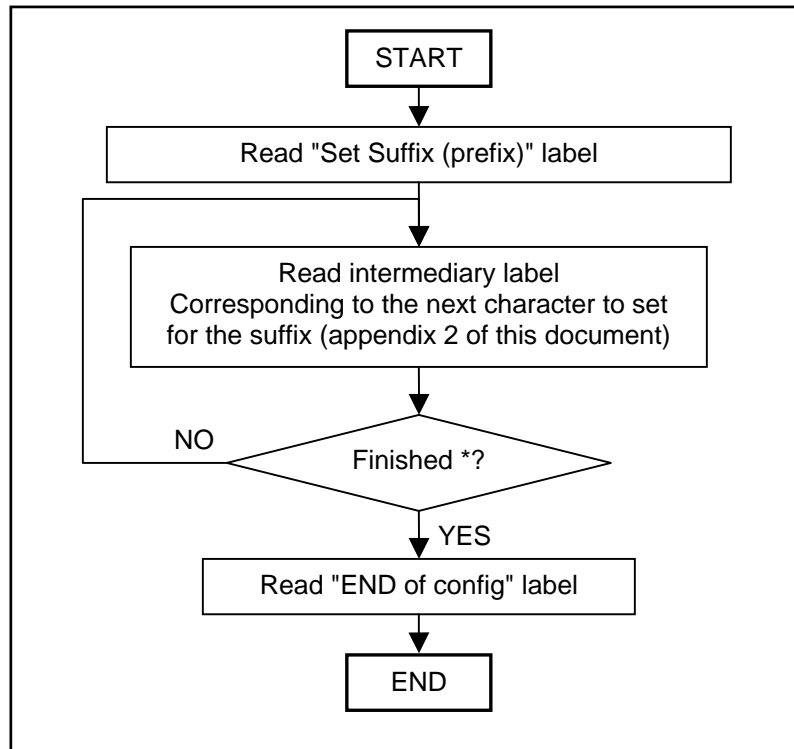 START
Read "Set Suffix (prefix)" label
Read intermediary label
Corresponding to the next character to set
for the suffix (appendix 2 of this document)
Finished *?
NO
YES
Read "END of config" label
END